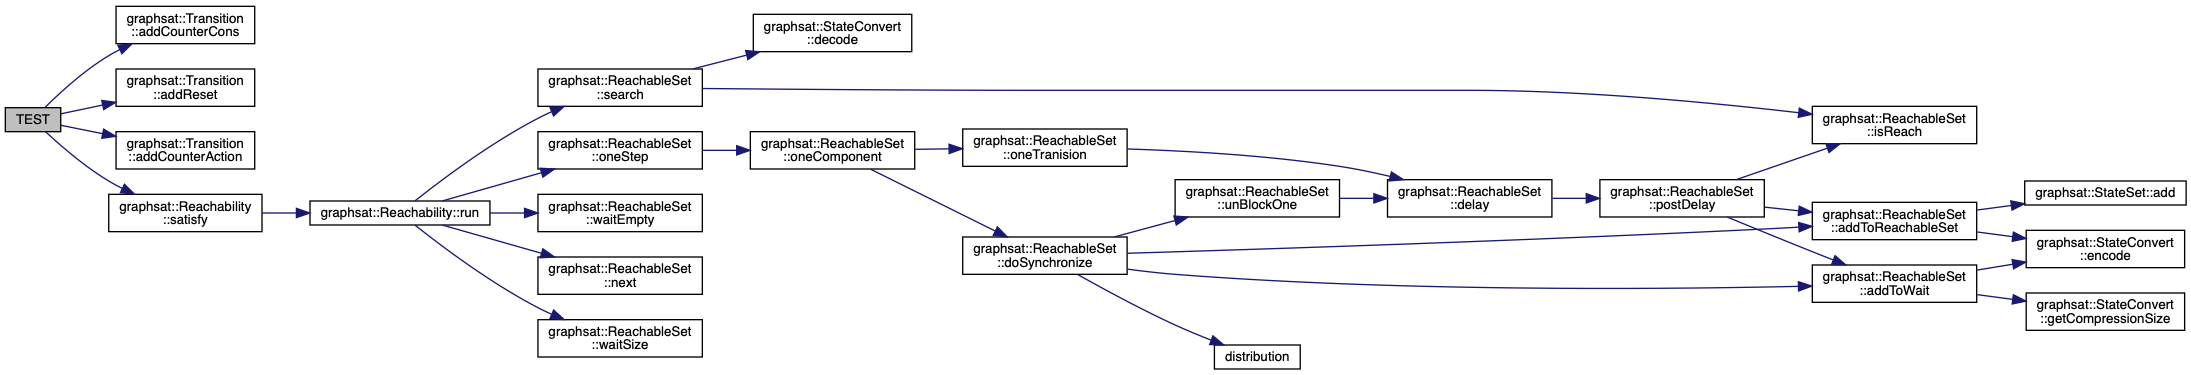 TEST
graphsat::Transition
::addCounterCons
graphsat::Transition
::addReset
graphsat::Transition
::addCounterAction
graphsat::Reachability
::satisfy
graphsat::Reachability::run
graphsat::ReachableSet
::search
graphsat::ReachableSet
::oneStep
graphsat::ReachableSet
::waitEmpty
graphsat::ReachableSet
::next
graphsat::ReachableSet
::waitSize
graphsat::StateConvert
::decode
graphsat::ReachableSet
::oneComponent
graphsat::ReachableSet
::oneTranision
graphsat::ReachableSet
::doSynchronize
graphsat::ReachableSet
::unBlockOne
distribution
graphsat::ReachableSet
::delay
graphsat::ReachableSet
::postDelay
graphsat::ReachableSet
::isReach
graphsat::ReachableSet
::addToReachableSet
graphsat::ReachableSet
::addToWait
graphsat::StateSet::add
graphsat::StateConvert
::encode
graphsat::StateConvert
::getCompressionSize